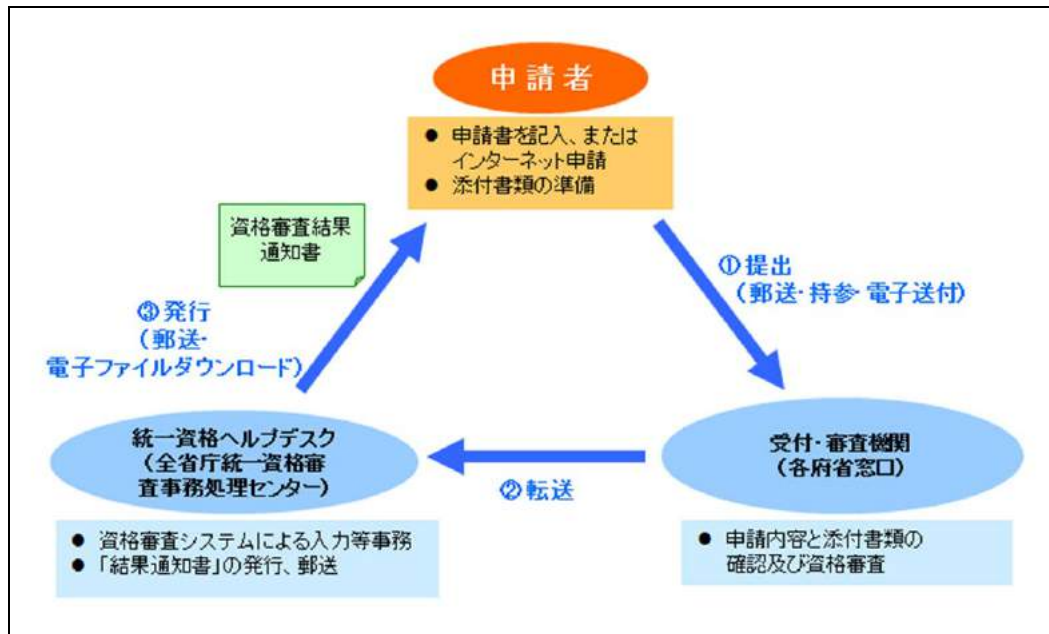 申請者
● 申請書を記入、または
インターネット申請
● 添付書類の準備
資格審査結果
通知書
①提出
（郵送・持参・電子送付）
③発行
（郵送・
電子ファイルダウンロード）
統一資格ヘルプデスク
（全省庁統一資格審
査事務処理センター）
受付・審査機関
（各府省窓口）
②転送
● 資格審査システムによる入力等事務
● 「結果通知書」の発行、郵送
● 申請内容と添付書類の
確認及び資格審査